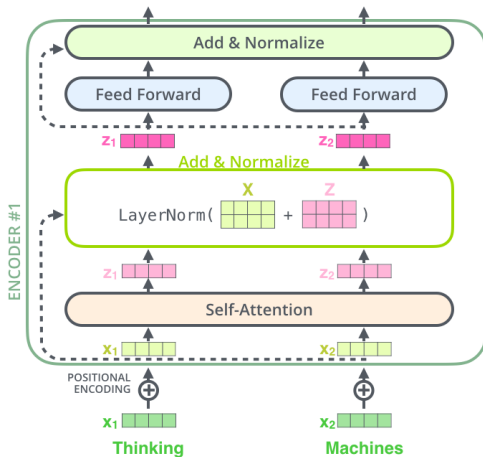 Add & Normalize
Feed Forward Feed Forward
z1 z2
Add & Normalize
X Z
LayerNorm( + )
ENCODER #1
z1 z2
Self-Attention
x1 x2
POSITIONAL
ENCODING
x1 x2
Thinking Machines